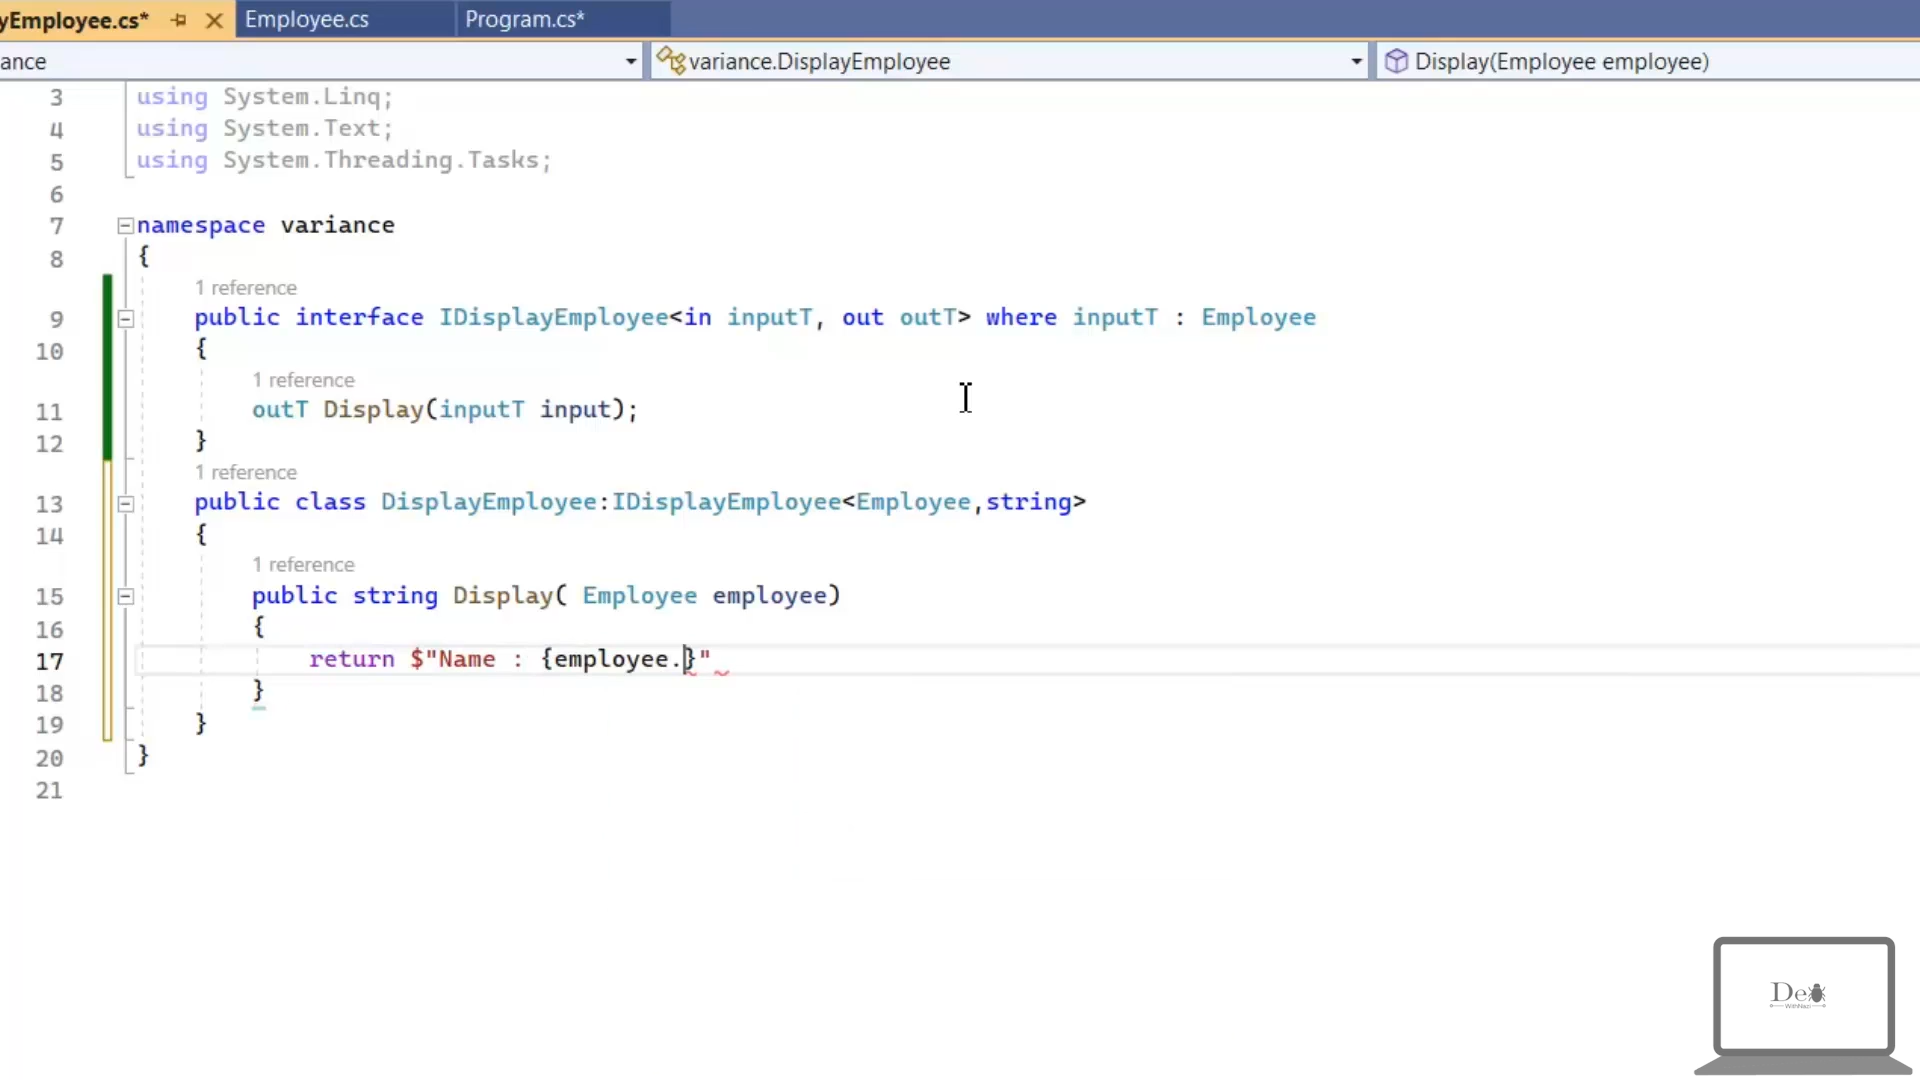 yEmployee.cs* Employee.cs Program.cs*
ance variance.DisplayEmployee Display(Employee employee)
3 using System.Linq;
4 using System.Text;
5 using System.Threading.Tasks;
6
7 namespace variance
8 {
1 reference
9 public interface IDisplayEmployee<in inputT, out outT> where inputT : Employee
10 {
1 reference
11 outT Display(inputT input);
12 }
1 reference
13 public class DisplayEmployee:IDisplayEmployee<Employee,string>
14 {
1 reference
15 public string Display( Employee employee)
16 {
17 return $"Name : {employee.}"
18 }
19 }
20 }
21
De